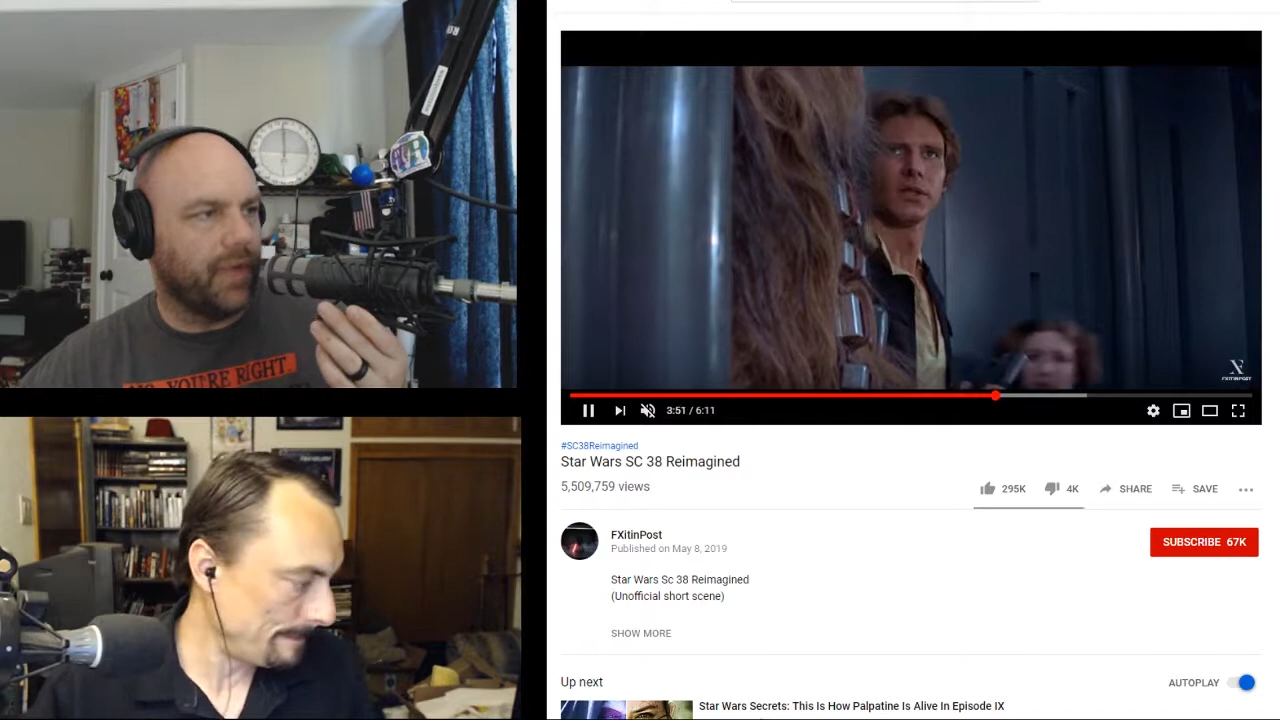 NO, YOU'RE RIGHT.
X
FXITINPOST
3:51 / 6:11
#SC38Reimagined
Star Wars SC 38 Reimagined
5,509,759 views
295K
4K
SHARE
SAVE
FXitinPost
Published on May 8, 2019
SUBSCRIBE 67K
Star Wars Sc 38 Reimagined
(Unofficial short scene)
SHOW MORE
Up next
AUTOPLAY
Star Wars Secrets: This Is How Palpatine Is Alive In Episode IX